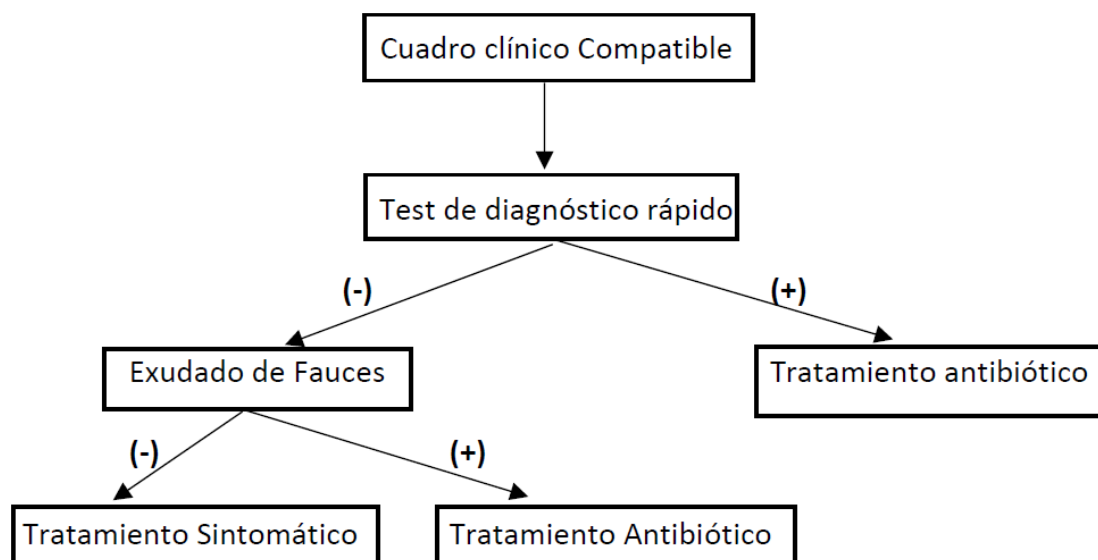 Cuadro clínico Compatible
Test de diagnóstico rápido
(-)
(+)
Exudado de Fauces
Tratamiento antibiótico
(-)
(+)
Tratamiento Sintomático
Tratamiento Antibiótico